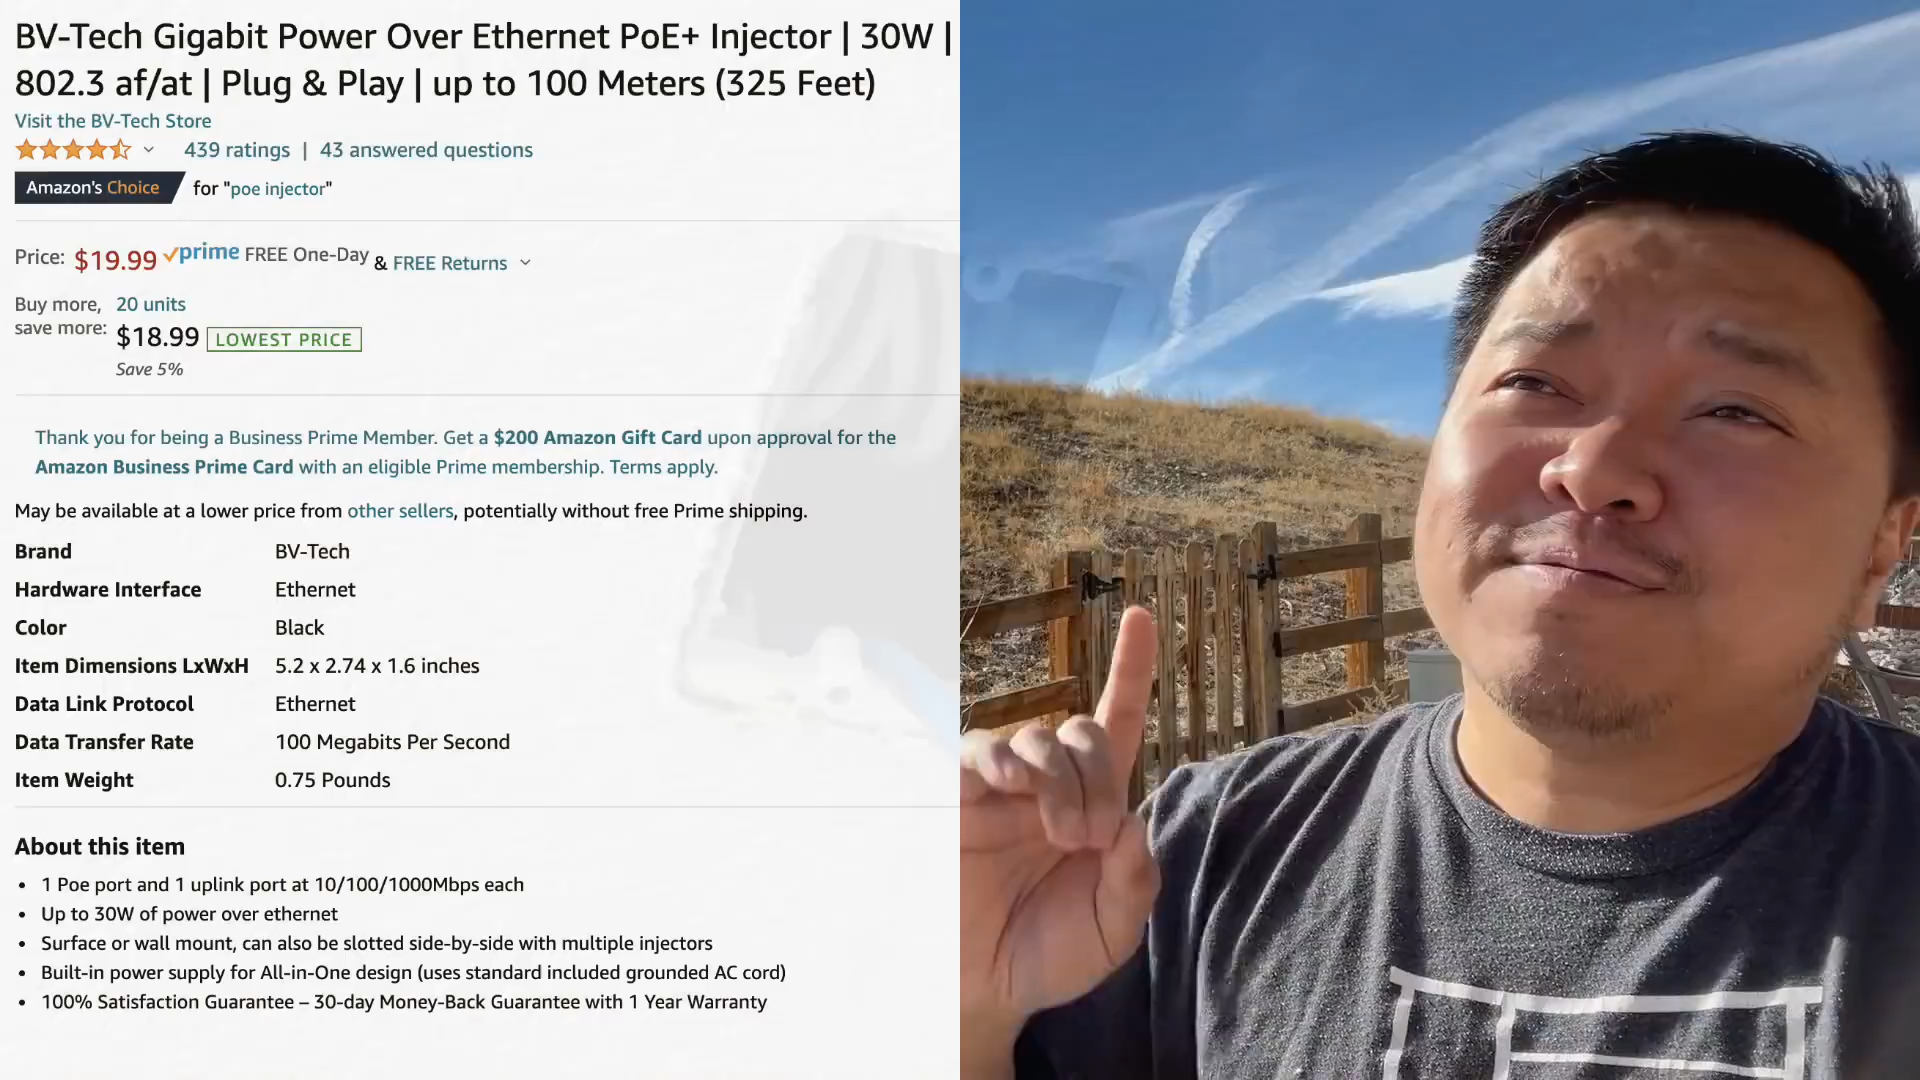 BV-Tech Gigabit Power Over Ethernet PoE+ Injector | 30W |
802.3 af/at | Plug & Play | up to 100 Meters (325 Feet)
Visit the BV-Tech Store
439 ratings | 43 answered questions
Amazon's Choice for "poe injector"
Price: $19.99 prime FREE One-Day & FREE Returns
Buy more, 20 units
save more: $18.99 LOWEST PRICE
Save 5%
Thank you for being a Business Prime Member. Get a $200 Amazon Gift Card upon approval for the
Amazon Business Prime Card with an eligible Prime membership. Terms apply.
May be available at a lower price from other sellers, potentially without free Prime shipping.
Brand BV-Tech
Hardware Interface Ethernet
Color Black
Item Dimensions LxWxH 5.2 x 2.74 x 1.6 inches
Data Link Protocol Ethernet
Data Transfer Rate 100 Megabits Per Second
Item Weight 0.75 Pounds
About this item
• 1 Poe port and 1 uplink port at 10/100/1000Mbps each
• Up to 30W of power over ethernet
• Surface or wall mount, can also be slotted side-by-side with multiple injectors
• Built-in power supply for All-in-One design (uses standard included grounded AC cord)
• 100% Satisfaction Guarantee – 30-day Money-Back Guarantee with 1 Year Warranty